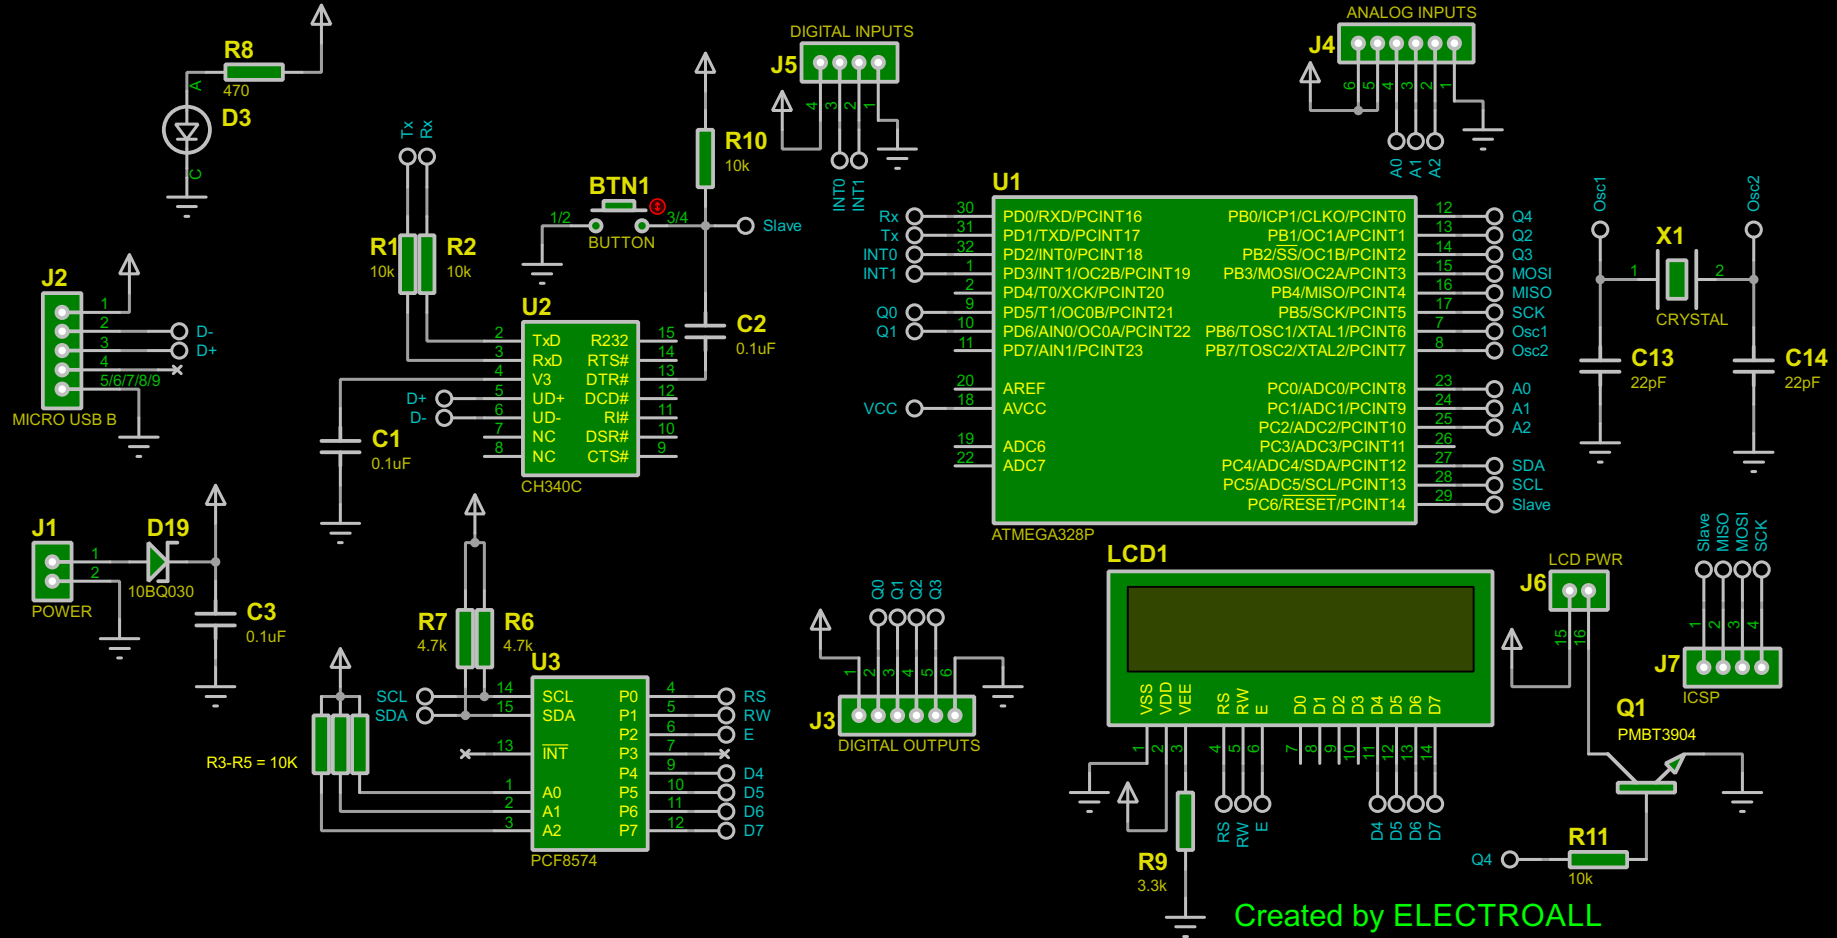 R8
470
A
D3
C
J2
1
2
3
4
5/6/7/8/9
D-
D+
MICRO USB B
J1
1
2
POWER
D19
10BQ030
C3
0.1uF
Tx
Rx
R1
10k
R2
10k
U2
2 TxD R232 15
3 RxD RTS# 14
4 V3 DTR# 13
D+ 5 UD+ DCD# 12
D- 6 UD- RI# 11
7 NC DSR# 10
8 NC CTS# 9
CH340C
C1
0.1uF
BTN1
1/2
3/4
BUTTON
R10
10k
Slave
C2
0.1uF
DIGITAL INPUTS
J5
4
3
2
1
INT0
INT1
ANALOG INPUTS
J4
6
5
4
3
2
1
A0
A1
A2
U1
Rx 30 PD0/RXD/PCINT16 PB0/ICP1/CLKO/PCINT0 12 Q4
Tx 31 PD1/TXD/PCINT17 PB1/OC1A/PCINT1 13 Q2
INT0 32 PD2/INT0/PCINT18 PB2/SS/OC1B/PCINT2 14 Q3
INT1 1 PD3/INT1/OC2B/PCINT19 PB3/MOSI/OC2A/PCINT3 15 MOSI
2 PD4/T0/XCK/PCINT20 PB4/MISO/PCINT4 16 MISO
Q0 9 PD5/T1/OC0B/PCINT21 PB5/SCK/PCINT5 17 SCK
Q1 10 PD6/AIN0/OC0A/PCINT22 PB6/TOSC1/XTAL1/PCINT6 7 Osc1
11 PD7/AIN1/PCINT23 PB7/TOSC2/XTAL2/PCINT7 8 Osc2
20 AREF PC0/ADC0/PCINT8 23 A0
VCC 18 AVCC PC1/ADC1/PCINT9 24 A1
PC2/ADC2/PCINT10 25 A2
19 ADC6 PC3/ADC3/PCINT11 26
22 ADC7 PC4/ADC4/SDA/PCINT12 27 SDA
PC5/ADC5/SCL/PCINT13 28 SCL
PC6/RESET/PCINT14 29 Slave
ATMEGA328P
Osc1
Osc2
X1
1
2
CRYSTAL
C13
22pF
C14
22pF
R7
4.7k
R6
4.7k
U3
SCL 14 SCL P0 4 RS
SDA 15 SDA P1 5 RW
P2 6 E
13 INT P3 7
P4 9 D4
1 A0 P5 10 D5
2 A1 P6 11 D6
3 A2 P7 12 D7
PCF8574
R3-R5 = 10K
Q0
Q1
Q2
Q3
1
2
3
4
5
6
J3
DIGITAL OUTPUTS
LCD1
VSS
VDD
VEE
RS
RW
E
D0
D1
D2
D3
D4
D5
D6
D7
1
2
3
4
5
6
7
8
9
10
11
12
13
14
RS
RW
E
D4
D5
D6
D7
R9
3.3k
LCD PWR
J6
15
16
Slave
MISO
MOSI
SCK
1
2
3
4
J7
ICSP
Q1
PMBT3904
Q4
R11
10k
Created by ELECTROALL